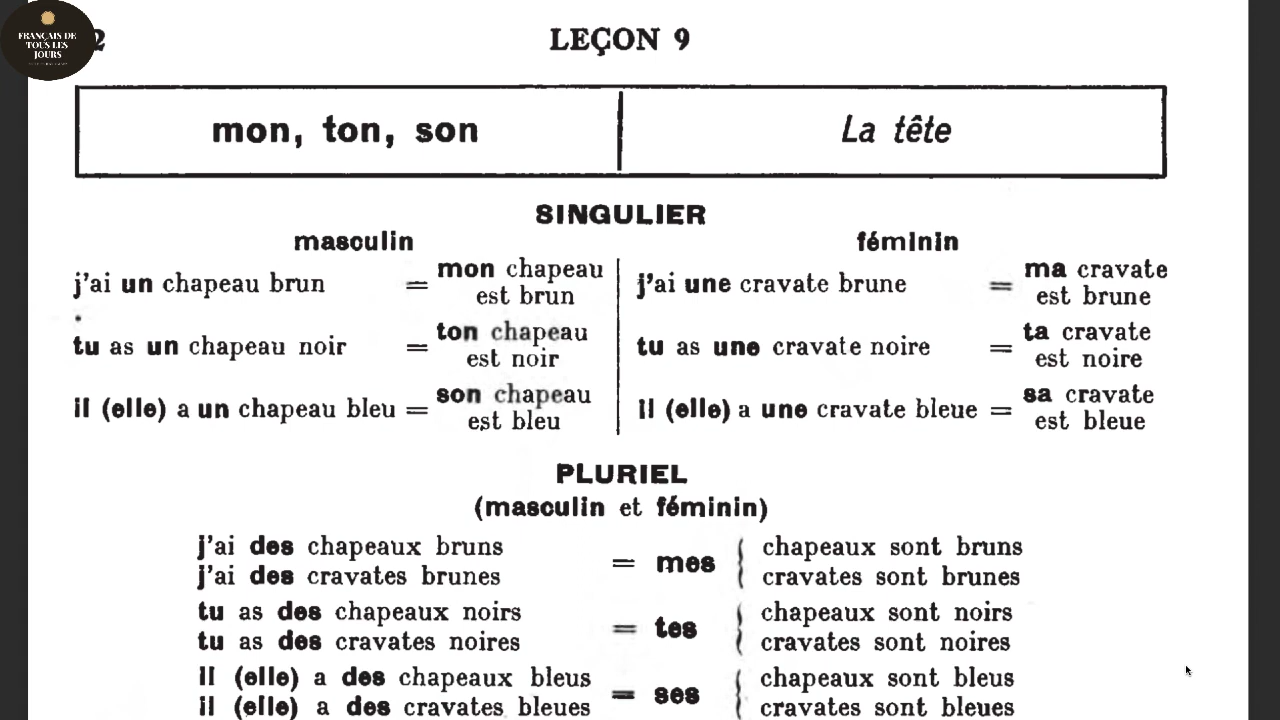 FRANÇAIS DE
TOUS LES
JOURS
2
LEÇON 9
mon, ton, son
La tête
SINGULIER
masculin
j'ai un chapeau brun = mon chapeau est brun
tu as un chapeau noir = ton chapeau est noir
il (elle) a un chapeau bleu = son chapeau est bleu
féminin
j'ai une cravate brune = ma cravate est brune
tu as une cravate noire = ta cravate est noire
il (elle) a une cravate bleue = sa cravate est bleue
PLURIEL
(masculin et féminin)
j'ai des chapeaux bruns
j'ai des cravates brunes
= mes
chapeaux sont bruns
cravates sont brunes
tu as des chapeaux noirs
tu as des cravates noires
= tes
chapeaux sont noirs
cravates sont noires
il (elle) a des chapeaux bleus
il (elle) a des cravates bleues
= ses
chapeaux sont bleus
cravates sont bleues